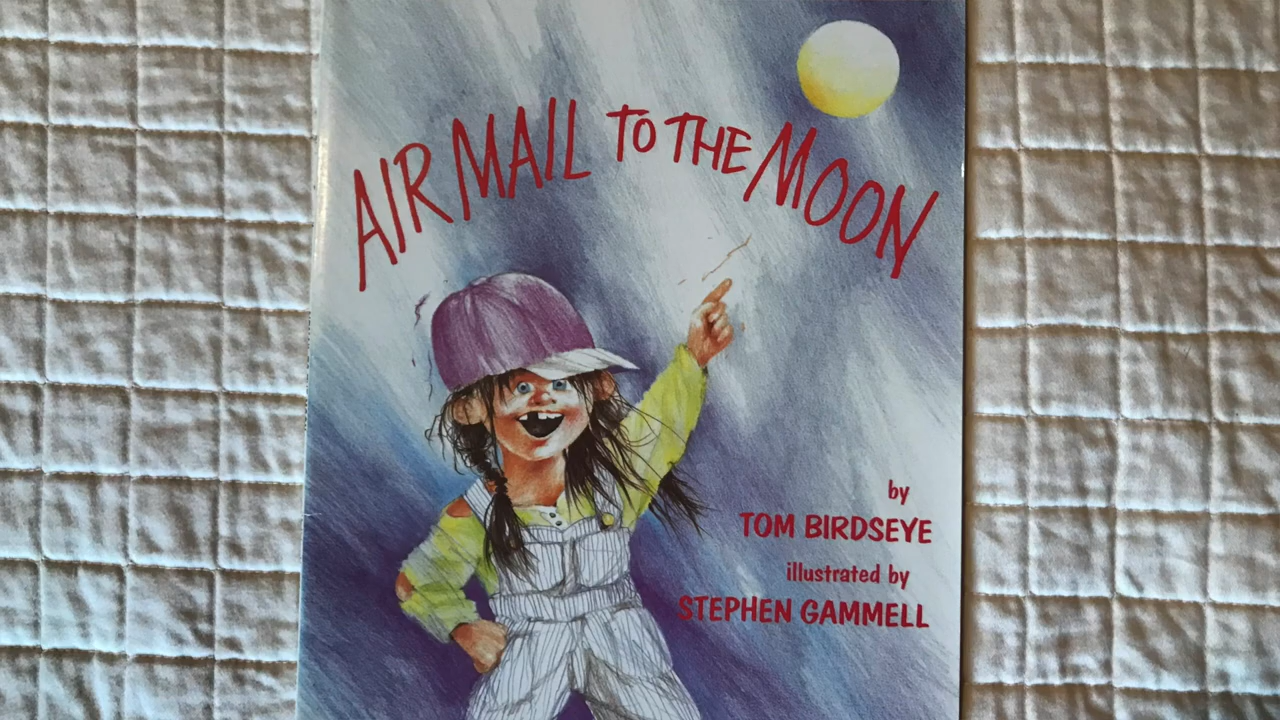 AIR MAIL TO THE MOON
by
TOM BIRDSEYE
illustrated by
STEPHEN GAMMELL